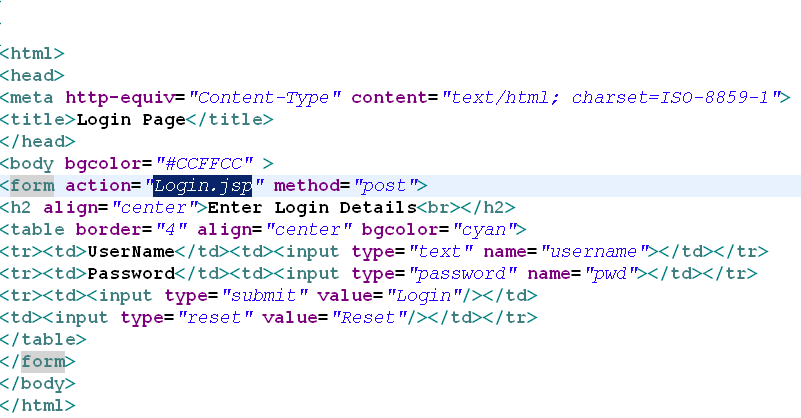 <html>
<head>
<meta http-equiv="Content-Type" content="text/html; charset=ISO-8859-1">
<title>Login Page</title>
</head>
<body bgcolor="#CCFFCC" >
<form action="Login.jsp" method="post">
<h2 align="center">Enter Login Details<br></h2>
<table border="4" align="center" bgcolor="cyan">
<tr><td>UserName</td><td><input type="text" name="username"></td></tr>
<tr><td>Password</td><td><input type="password" name="pwd"></td></tr>
<tr><td><input type="submit" value="Login"/></td>
<td><input type="reset" value="Reset"/></td></tr>
</table>
</form>
</body>
</html>